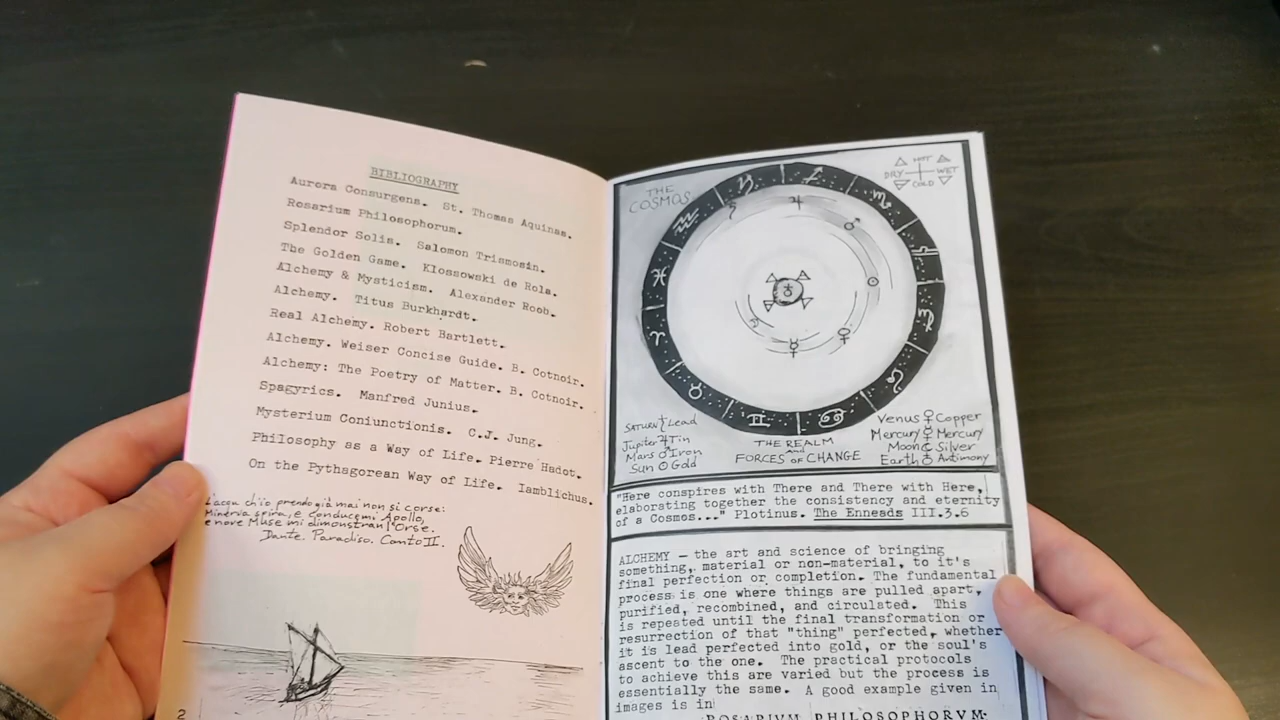 BIBLIOGRAPHY
Aurora Consurgens. St. Thomas Aquinas.
Rosarium Philosophorum.
Splendor Solis. Salomon Trismosin.
The Golden Game. Klossowski de Rola.
Alchemy & Mysticism. Alexander Roob.
Alchemy. Titus Burkhardt.
Real Alchemy. Robert Bartlett.
Alchemy. Weiser Concise Guide. B. Cotnoir.
Alchemy: The Poetry of Matter. B. Cotnoir.
Spagyrics. Manfred Junius.
Mysterium Coniunctionis. C.J. Jung.
Philosophy as a Way of Life. Pierre Hadot.
On the Pythagorean Way of Life. Iamblichus.
L'acqu ch'io prendo già mai non si corse:
Minerva spira, e conducemi Apollo,
e nove Muse mi dimonstran l'Orse.
Dante. Paradiso. Canto II.
2
THE
COSMOS
HOT
DRY WET
COLD
♑ ♐ ♏ ♎ ♍ ♌ ♋ ♊ ♉ ♈ ♓ ♒
♄ ♃ ♂ ☉ ♀ ☿ ☾
♁
SATURN ♄ Lead
Jupiter ♃ Tin
Mars ♂ Iron
Sun ☉ Gold
THE REALM
AND
FORCES OF CHANGE
Venus ♀ Copper
Mercury ☿ Mercury
Moon ☾ Silver
Earth ♁ Antimony
"Here conspires with There and There with Here,
elaborating together the consistency and eternity
of a Cosmos..." Plotinus. The Enneads III.3.6
ALCHEMY — the art and science of bringing
something, material or non-material, to it's
final perfection or completion. The fundamental
process is one where things are pulled apart,
purified, recombined, and circulated. This
is repeated until the final transformation or
resurrection of that "thing" perfected, whether
it is lead perfected into gold, or the soul's
ascent to the one. The practical protocols
to achieve this are varied but the process is
essentially the same. A good example given in
images is in
ROSARIVM PHILOSOPHORVM.